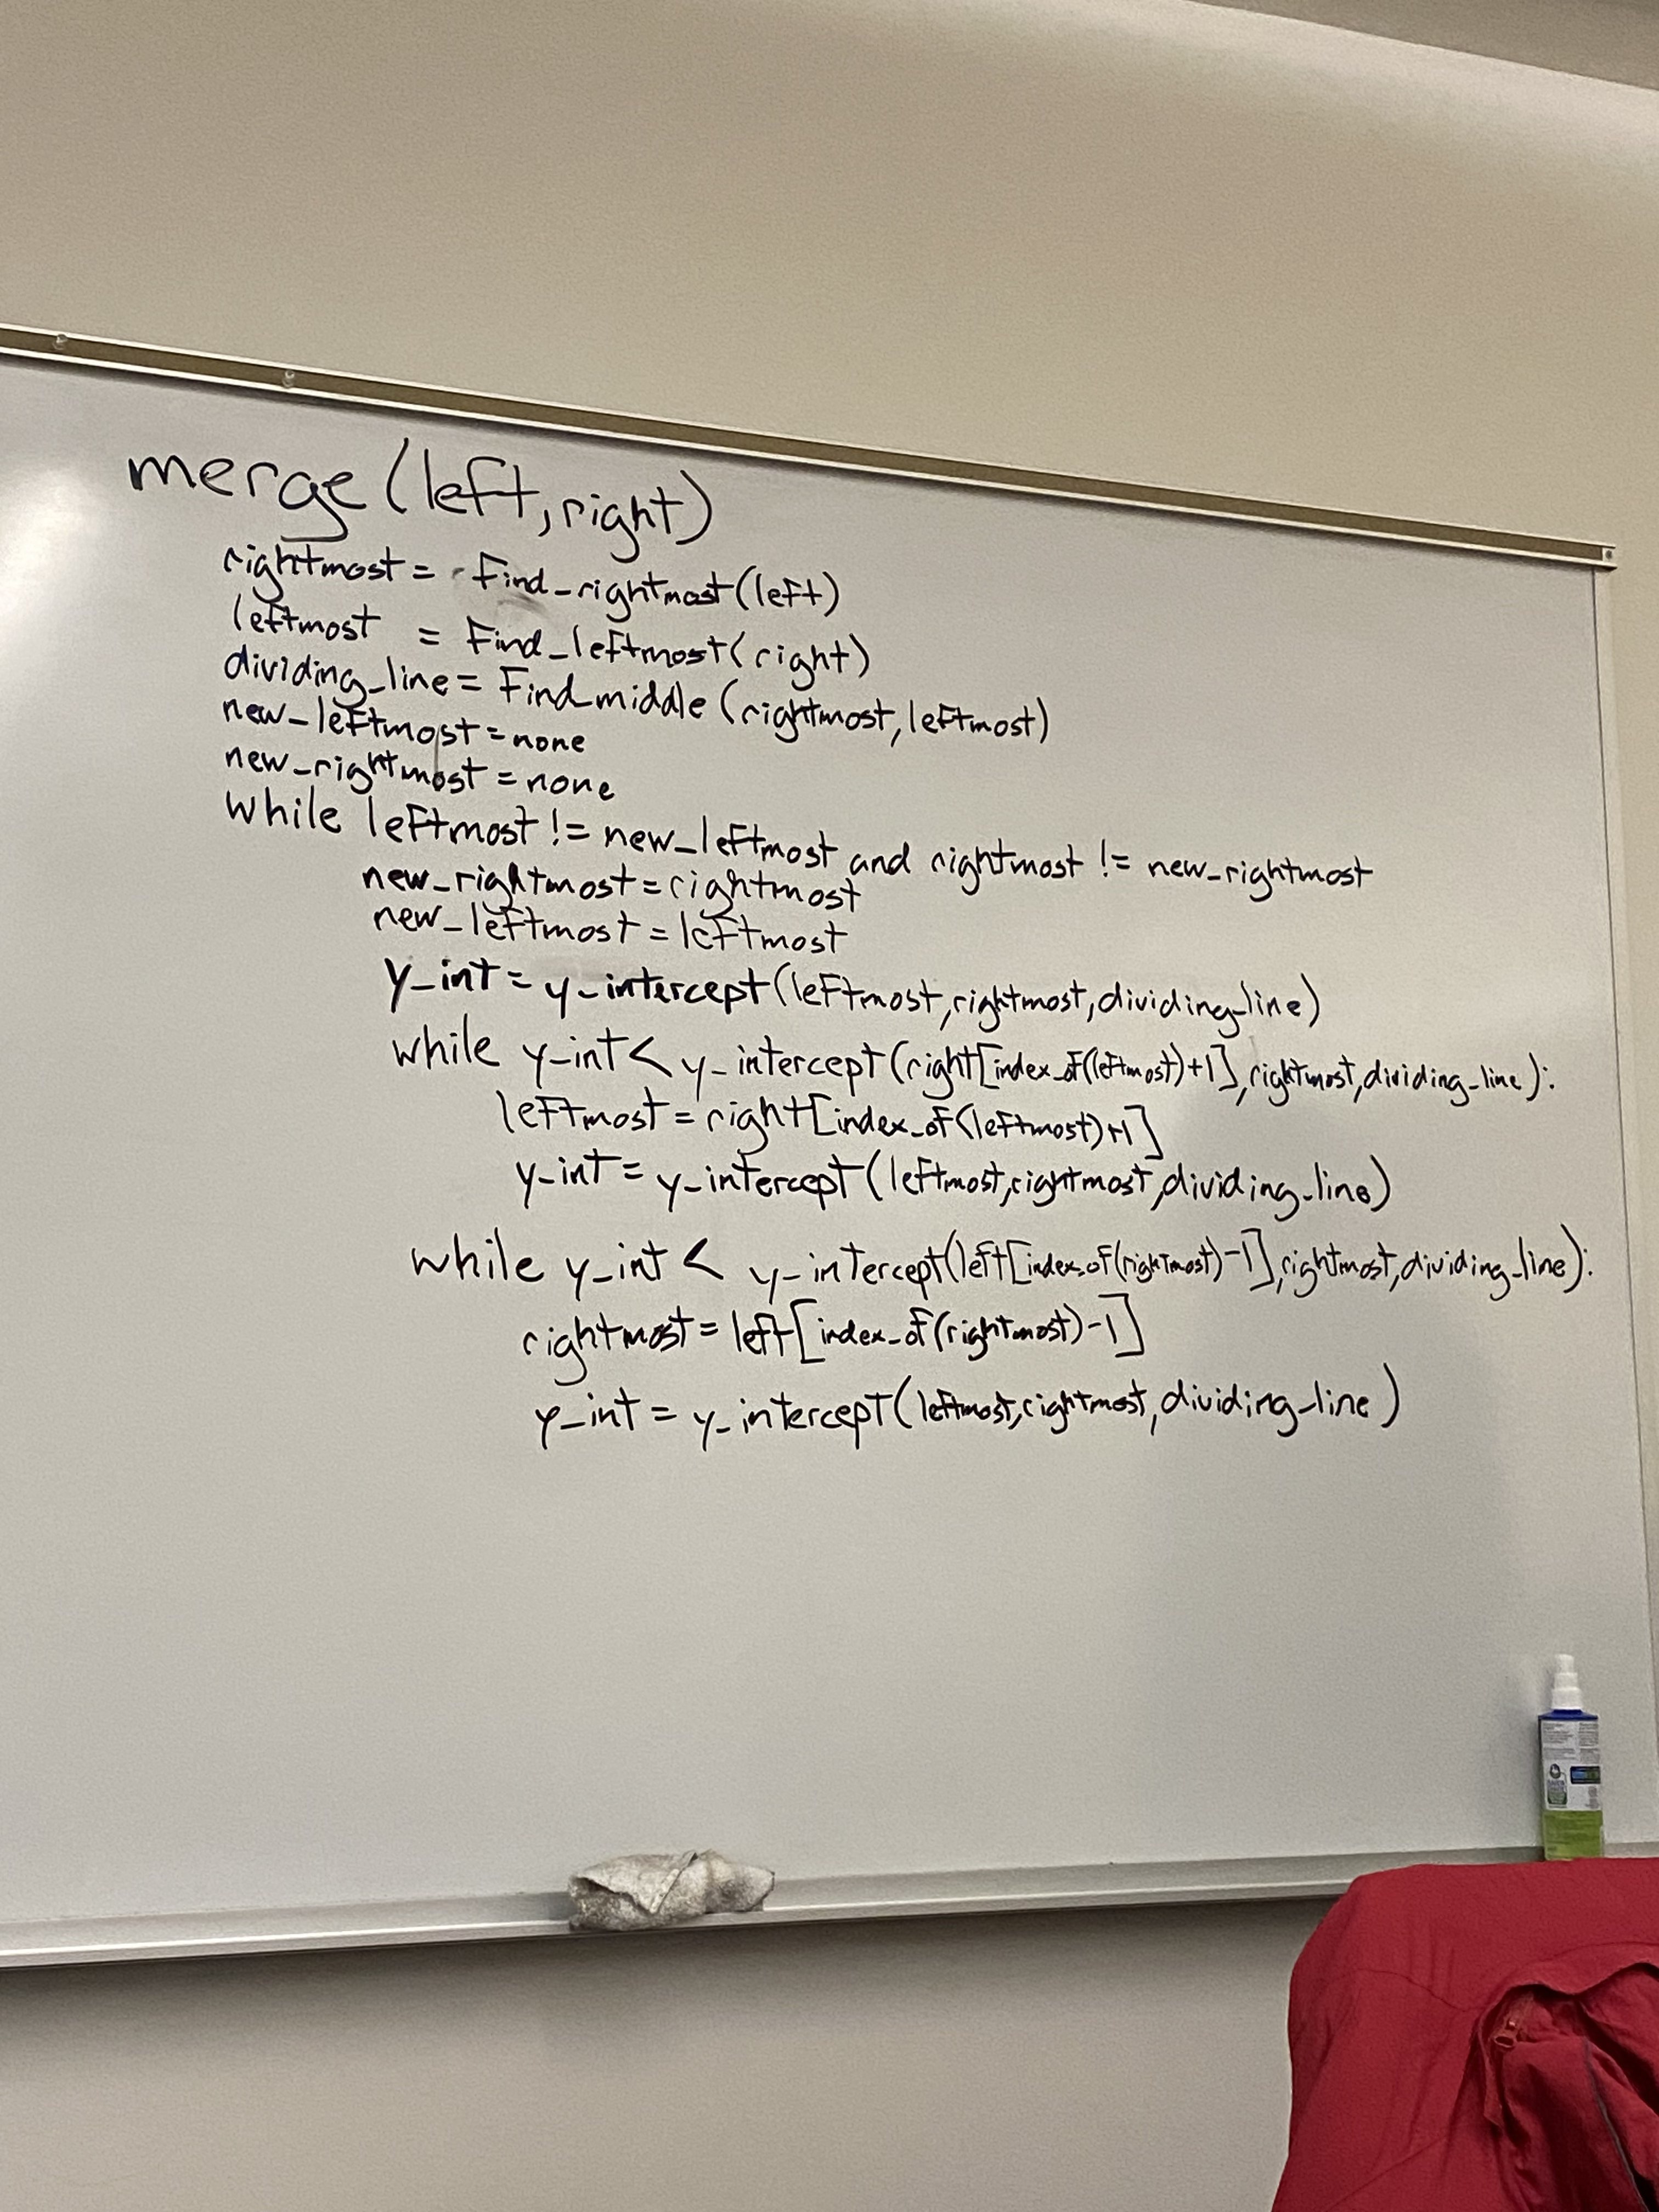 merge(left,right)
rightmost = find_rightmost(left)
leftmost = find_leftmost(right)
dividing_line = Find_middle(rightmost,leftmost)
new_leftmost = none
new_rightmost = none
while leftmost != new_leftmost and rightmost != new_rightmost
new_rightmost = rightmost
new_leftmost = leftmost
y_int = y_intercept(leftmost,rightmost,dividing_line)
while y_int < y_intercept(right[index_of(leftmost)+1],rightmost,dividing_line):
leftmost = right[index_of(leftmost)+1]
y_int = y_intercept(leftmost,rightmost,dividing_line)
while y_int < y_intercept(left[index_of(rightmost)-1],rightmost,dividing_line):
rightmost = left[index_of(rightmost)-1]
y_int = y_intercept(leftmost,rightmost,dividing_line)